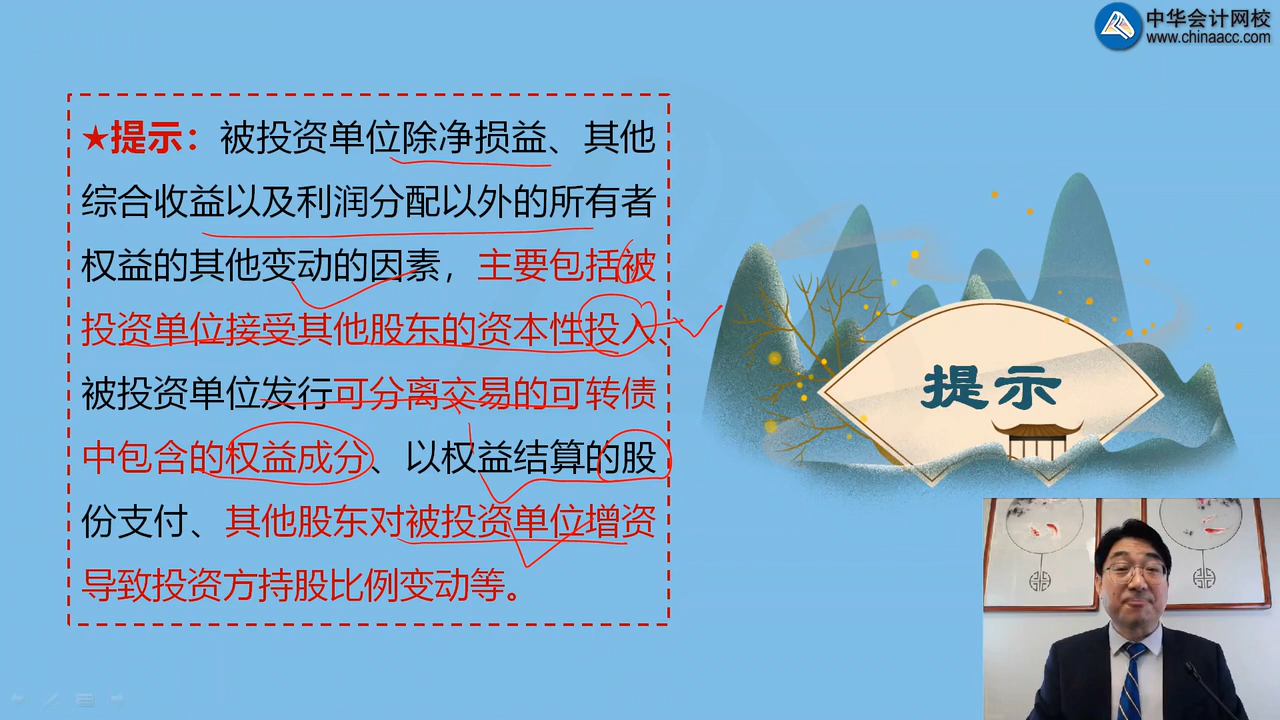 中华会计网校
www.chinaacc.com
★提示：被投资单位除净损益、其他
综合收益以及利润分配以外的所有者
权益的其他变动的因素，主要包括被
投资单位接受其他股东的资本性投入、
被投资单位发行可分离交易的可转债
中包含的权益成分、以权益结算的股
份支付、其他股东对被投资单位增资
导致投资方持股比例变动等。
提示